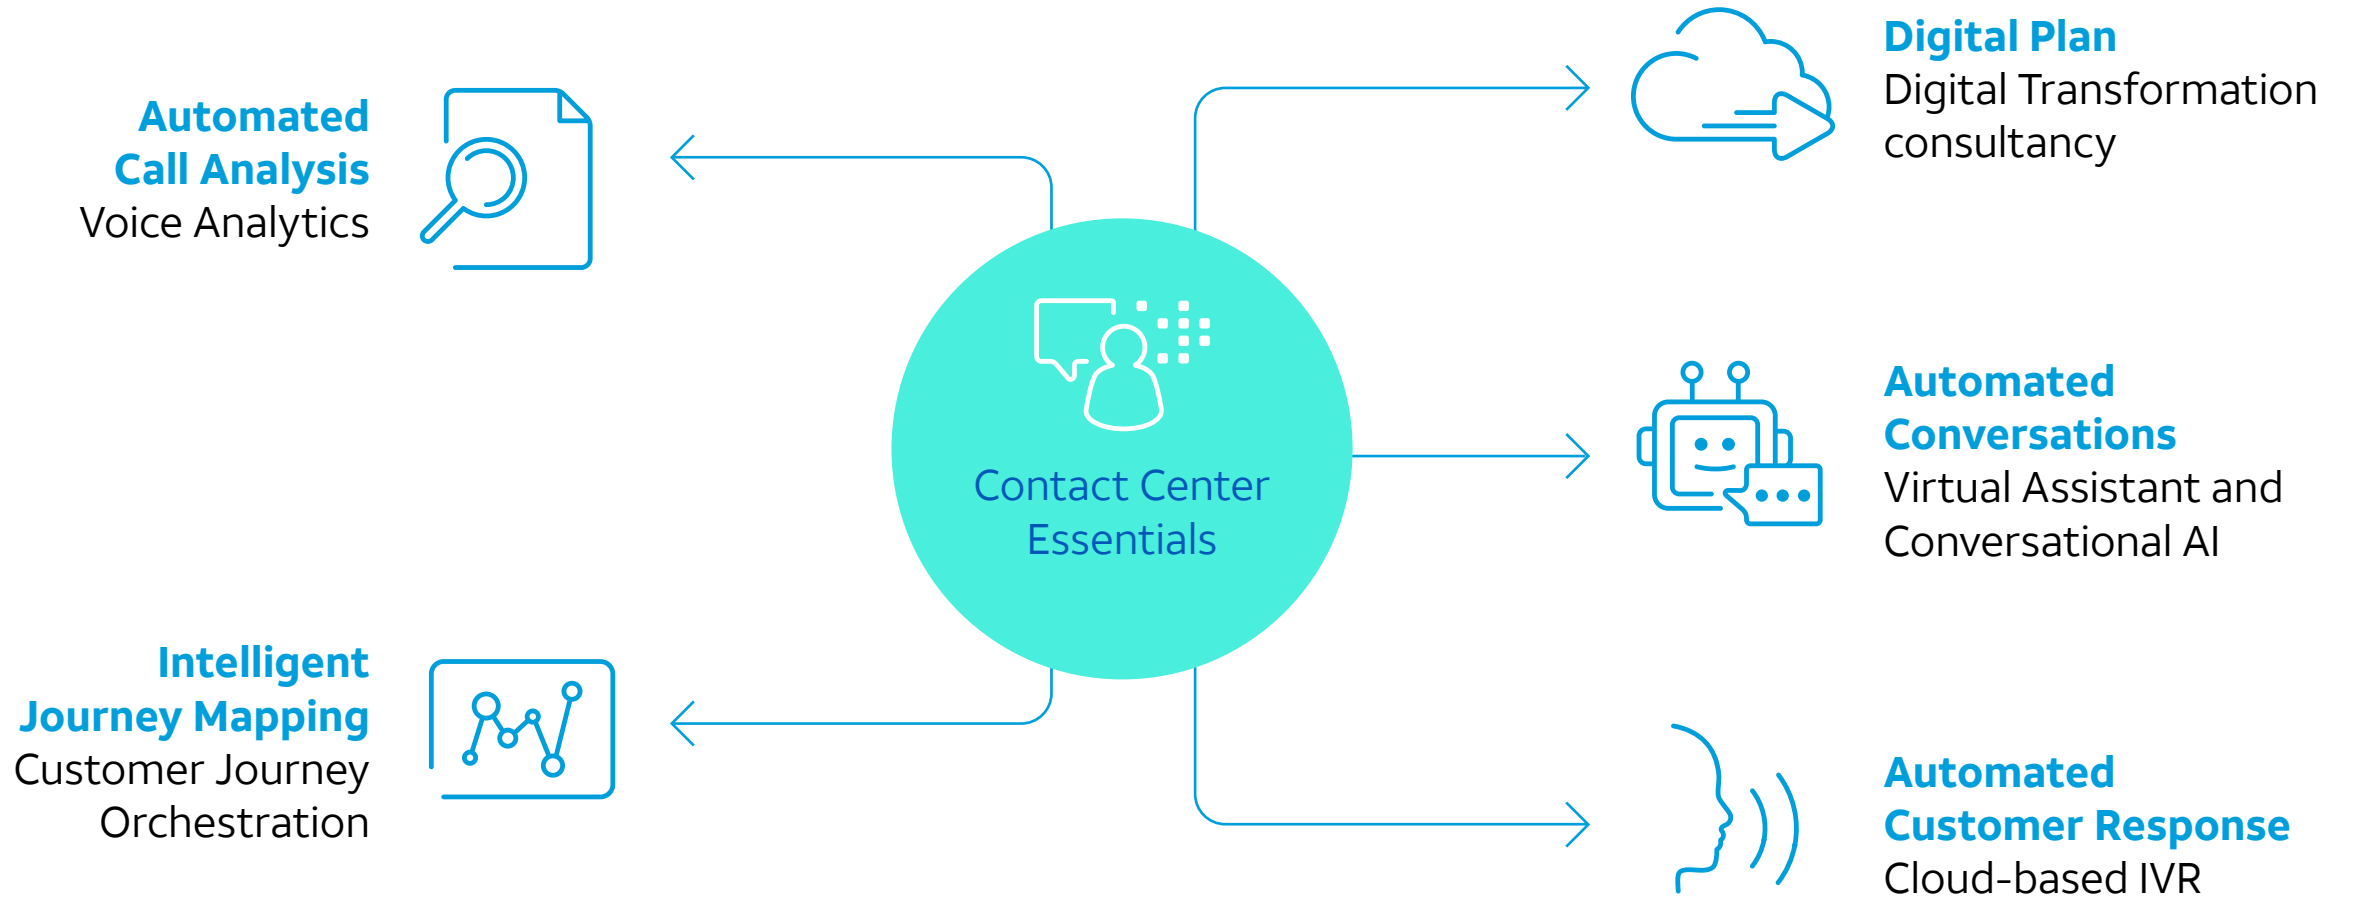 Automated
Call Analysis
Voice Analytics
Intelligent
Journey Mapping
Customer Journey
Orchestration
Contact Center
Essentials
Digital Plan
Digital Transformation
consultancy
Automated
Conversations
Virtual Assistant and
Conversational AI
Automated
Customer Response
Cloud-based IVR